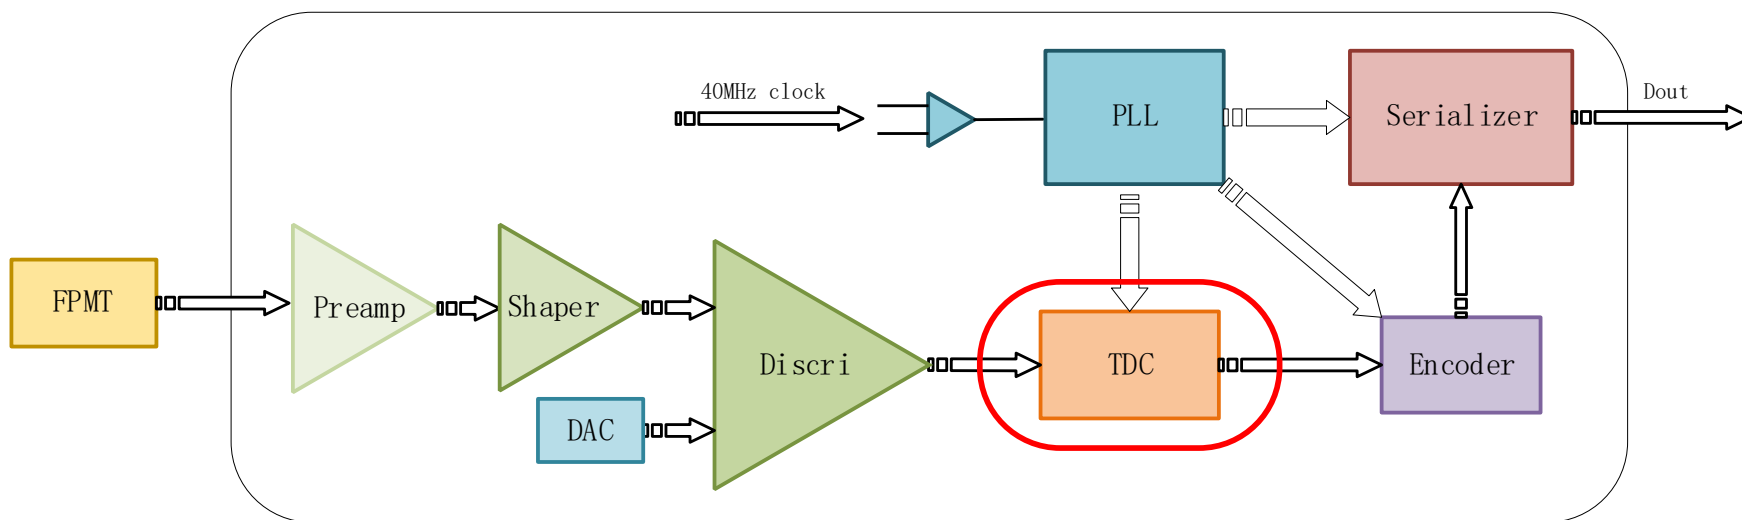 40MHz clock
PLL
Serializer
Dout
FPMT
Preamp
Shaper
Discri
TDC
Encoder
DAC